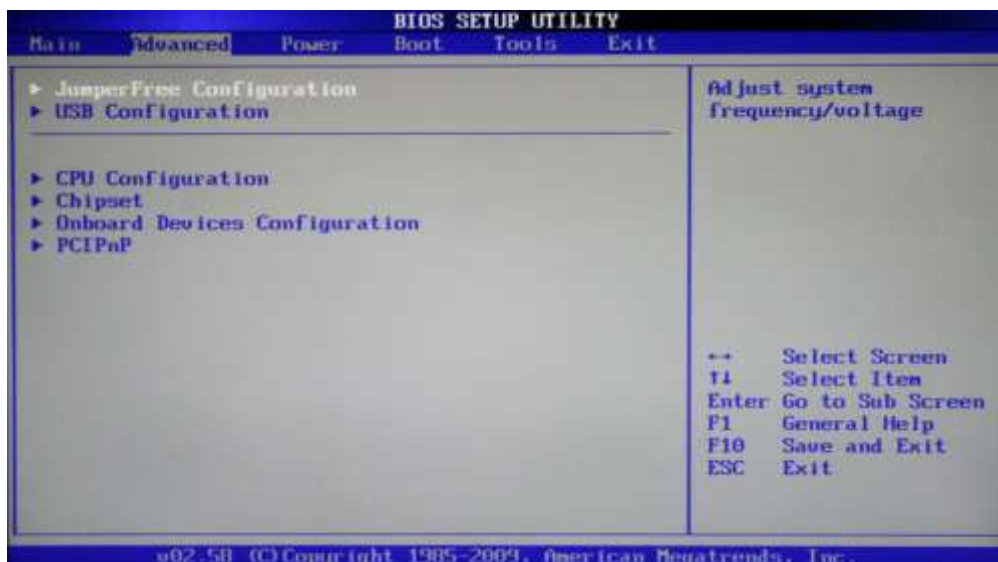 BIOS SETUP UTILITY
Main Advanced Power Boot Tools Exit
► JumperFree Configuration
► USB Configuration
► CPU Configuration
► Chipset
► Onboard Devices Configuration
► PCIPnP
Adjust system
frequency/voltage
↔ Select Screen
↑↓ Select Item
Enter Go to Sub Screen
F1 General Help
F10 Save and Exit
ESC Exit
v02.58 (C)Copyright 1985-2009, American Megatrends, Inc.